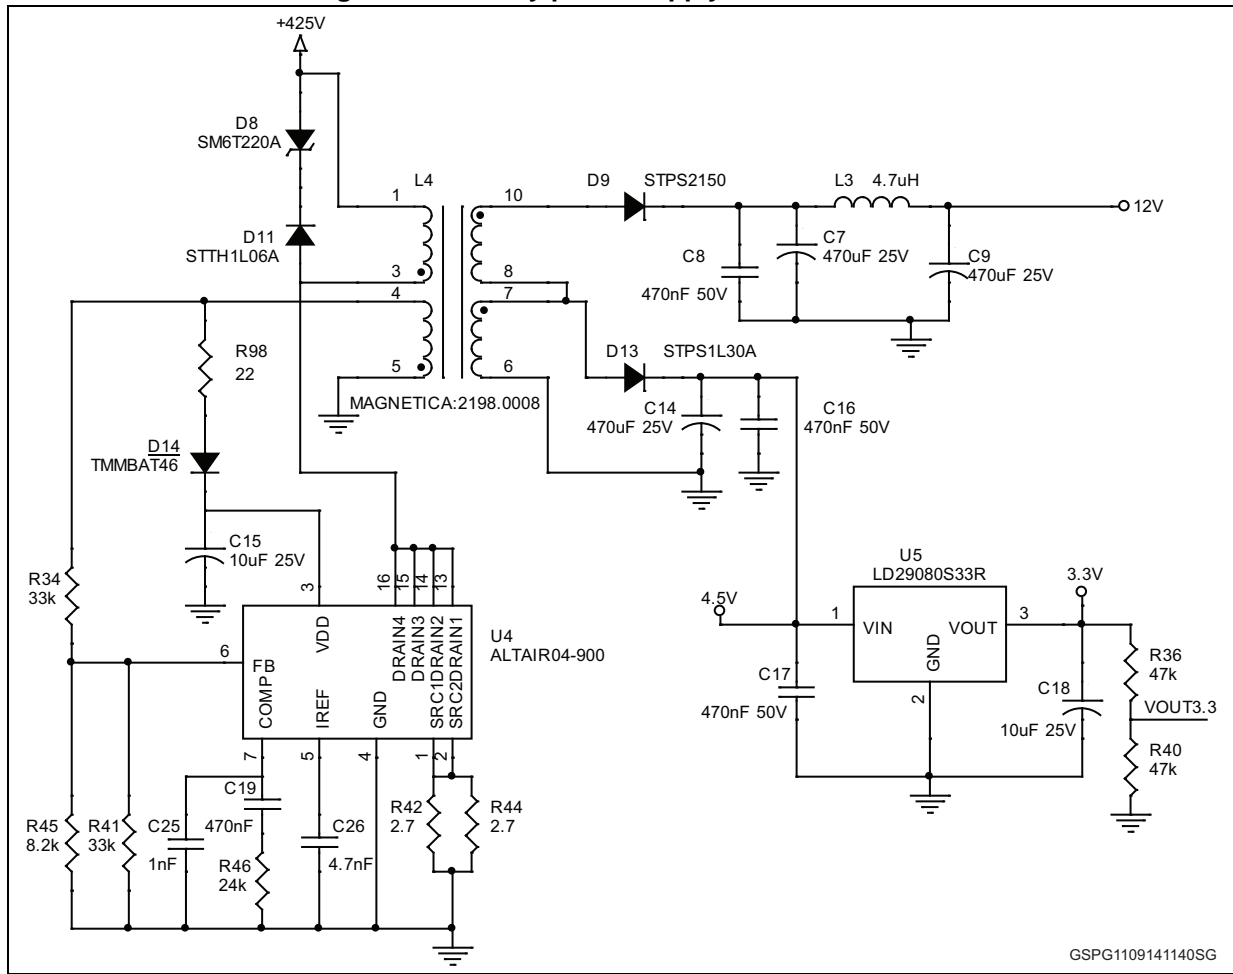 +425V
D8
SM6T220A
D11
STTH1L06A
L4
1
3
4
5
10
8
7
6
MAGNETICA:2198.0008
D9
STPS2150
L3
4.7uH
12V
C8
470nF 50V
C7
470uF 25V
C9
470uF 25V
D13
STPS1L30A
C14
470uF 25V
C16
470nF 50V
R98
22
D14
TMMBAT46
C15
10uF 25V
R34
33k
3
16
15
14
13
6
FB
VDD
DRAIN4
DRAIN3
SRC1DRAIN2
SRC2DRAIN1
COMP
IREF
GND
U4
ALTAIR04-900
7
5
4
1
2
R45
8.2k
R41
33k
C25
1nF
C19
470nF
R46
24k
C26
4.7nF
R42
2.7
R44
2.7
U5
LD29080S33R
4.5V
1
VIN
VOUT
GND
3
2
3.3V
C17
470nF 50V
C18
10uF 25V
R36
47k
VOUT3.3
R40
47k
GSPG1109141140SG